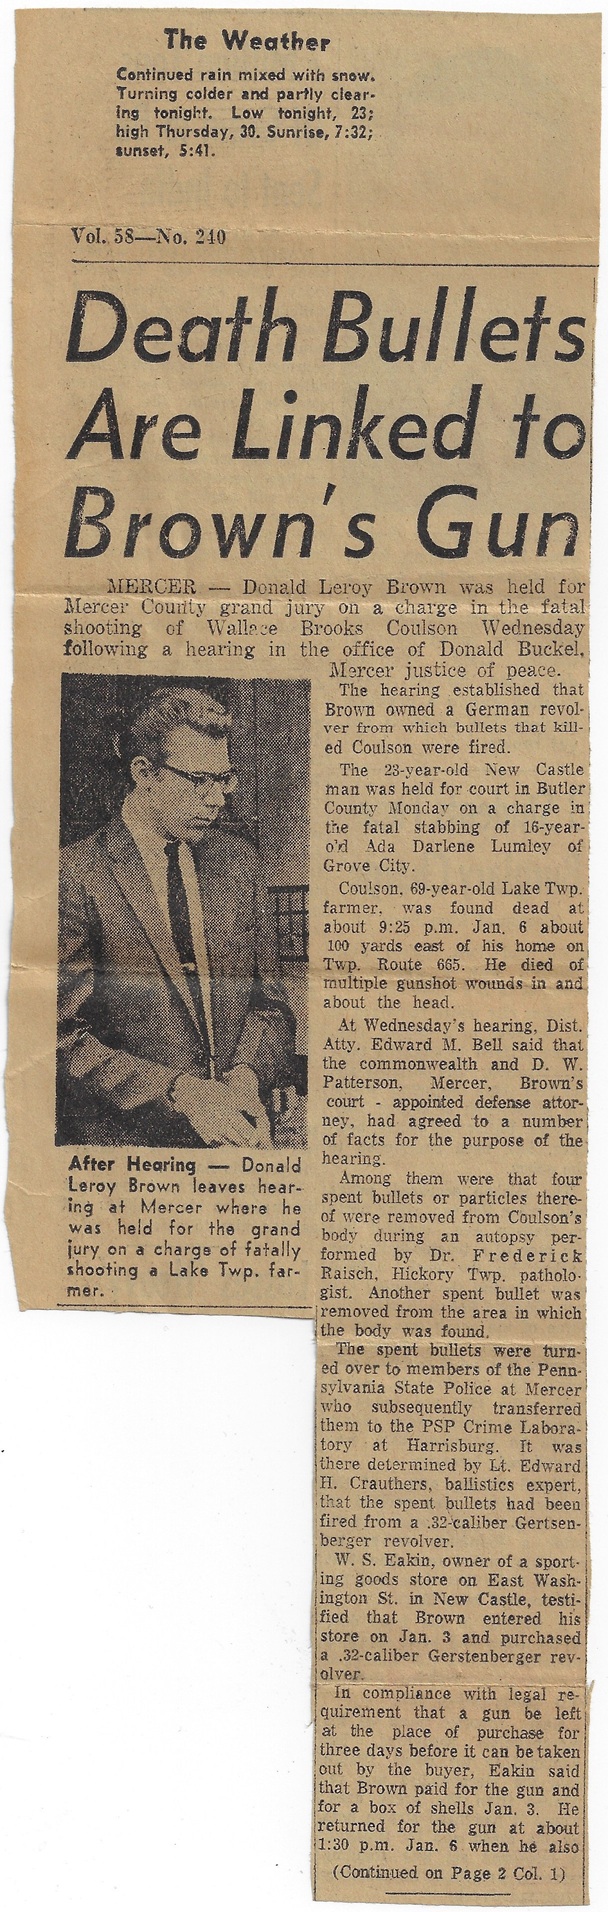 The Weather
Continued rain mixed with snow.
Turning colder and partly clear-
ing tonight. Low tonight, 23;
high Thursday, 30. Sunrise, 7:32;
sunset, 5:41.
Vol. 58—No. 240
Death Bullets
Are Linked to
Brown's Gun
MERCER — Donald Leroy Brown was held for
Mercer County grand jury on a charge in the fatal
shooting of Wallace Brooks Coulson Wednesday
following a hearing in the office of Donald Buckel,
Mercer justice of peace.
The hearing established that
Brown owned a German revol-
ver from which bullets that kill-
ed Coulson were fired.
The 23-year-old New Castle
man was held for court in Butler
County Monday on a charge in
the fatal stabbing of 16-year-
o'd Ada Darlene Lumley of
Grove City.
Coulson, 69-year-old Lake Twp.
farmer, was found dead at
about 9:25 p.m. Jan. 6 about
100 yards east of his home on
Twp. Route 665. He died of
multiple gunshot wounds in and
about the head.
At Wednesday's hearing, Dist.
Atty. Edward M. Bell said that
the commonwealth and D. W.
Patterson, Mercer, Brown's
court - appointed defense attor-
ney, had agreed to a number
of facts for the purpose of the
hearing.
Among them were that four
spent bullets or particles there-
of were removed from Coulson's
body during an autopsy per-
formed by Dr. Frederick
Raisch, Hickory Twp. patholo-
gist. Another spent bullet was
removed from the area in which
the body was found.
The spent bullets were turn-
ed over to members of the Penn-
sylvania State Police at Mercer
who subsequently transferred
them to the PSP Crime Labora-
tory at Harrisburg. It was
there determined by Lt. Edward
H. Crauthers, ballistics expert,
that the spent bullets had been
fired from a .32-caliber Gertsen-
berger revolver.
W. S. Eakin, owner of a sport-
ing goods store on East Wash-
ington St. in New Castle, testi-
fied that Brown entered his
store on Jan. 3 and purchased
a .32-caliber Gerstenberger rev-
olver.
In compliance with legal re-
quirement that a gun be left
at the place of purchase for
three days before it can be taken
out by the buyer, Eakin said
that Brown paid for the gun and
for a box of shells Jan. 3. He
returned for the gun at about
1:30 p.m. Jan. 6 when he also
(Continued on Page 2 Col. 1)
After Hearing — Donald
Leroy Brown leaves hear-
ing at Mercer where he
was held for the grand
jury on a charge of fatally
shooting a Lake Twp. far-
mer.